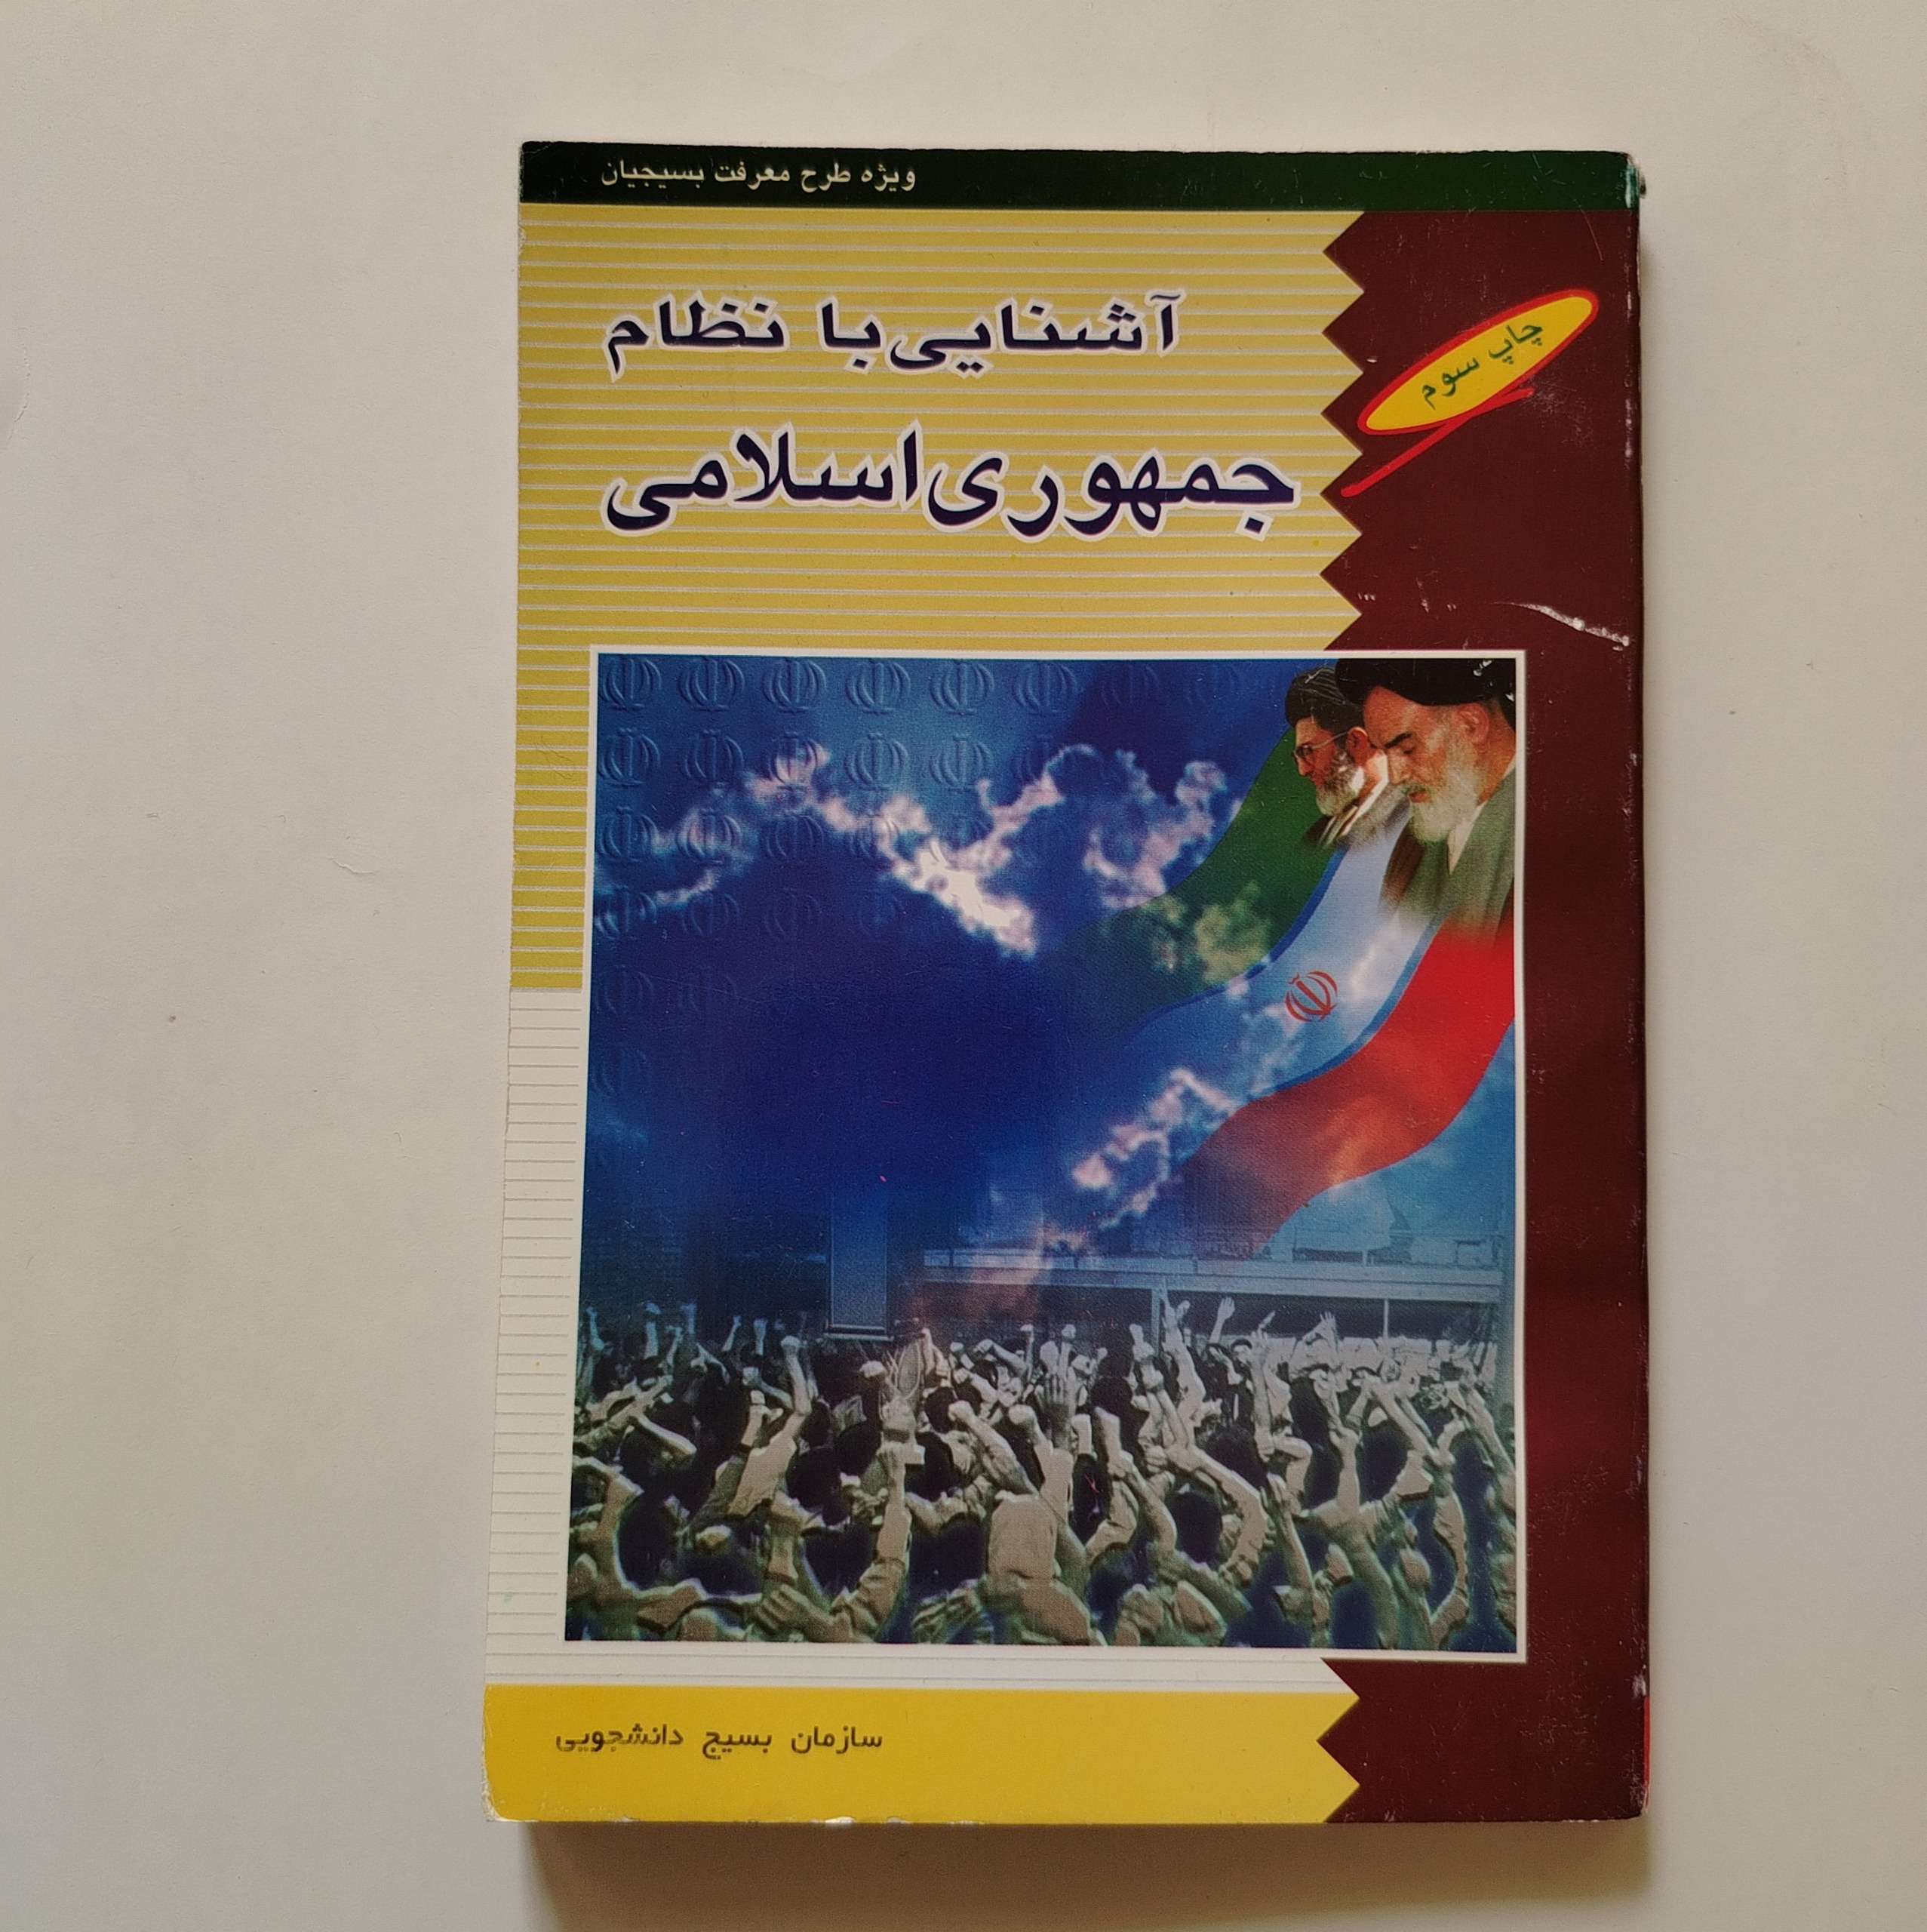 ویژه طرح معرفت بسیجیان
چاپ سوم
آشنایی با نظام
جمهوری اسلامی
سازمان بسیج دانشجویی